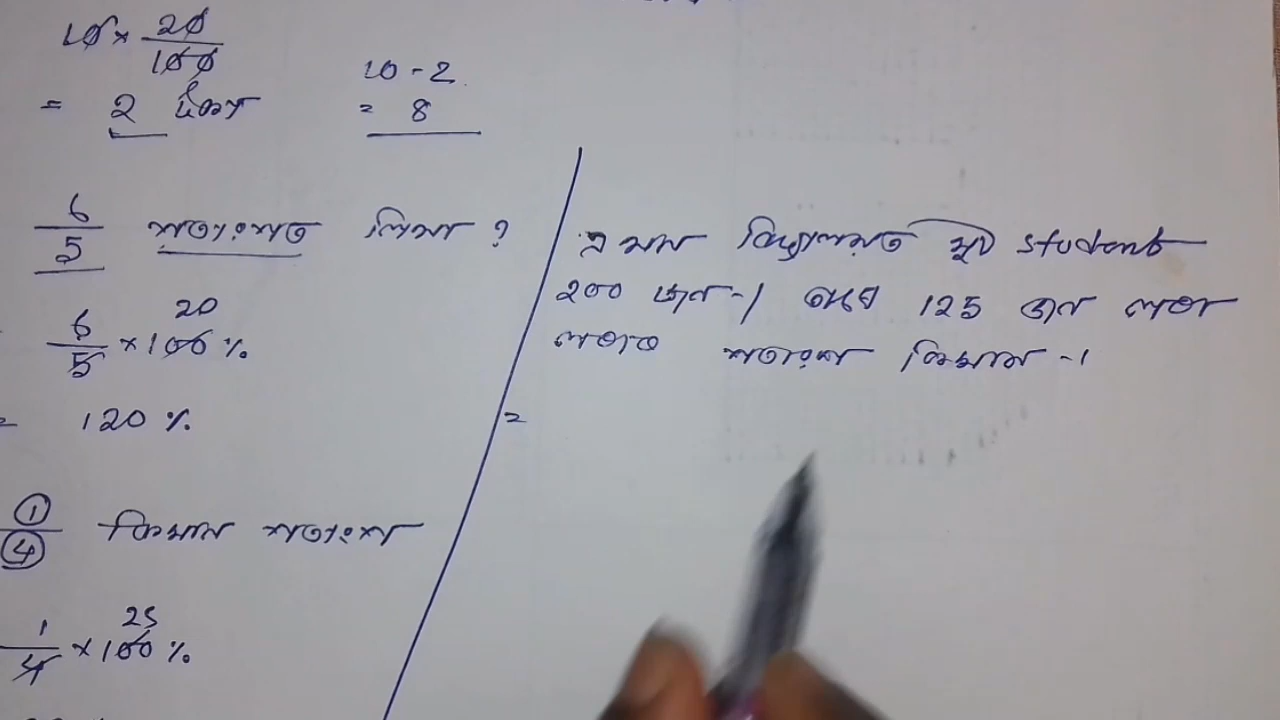 10 × 20/100
= 2 লিটাৰ
10 - 2
= 8
6/5 শতাংশত লিখা ?
6/5 × 100 % 20
= 120 %
1/4 কিমান শতাংশ
1/4 × 100 % 25
এখন বিদ্যালয়ত মুঠ student
200 জন । তাৰে 125 জন ল'ৰা
ল'ৰাৰ শতাংশ কিমান ।
=